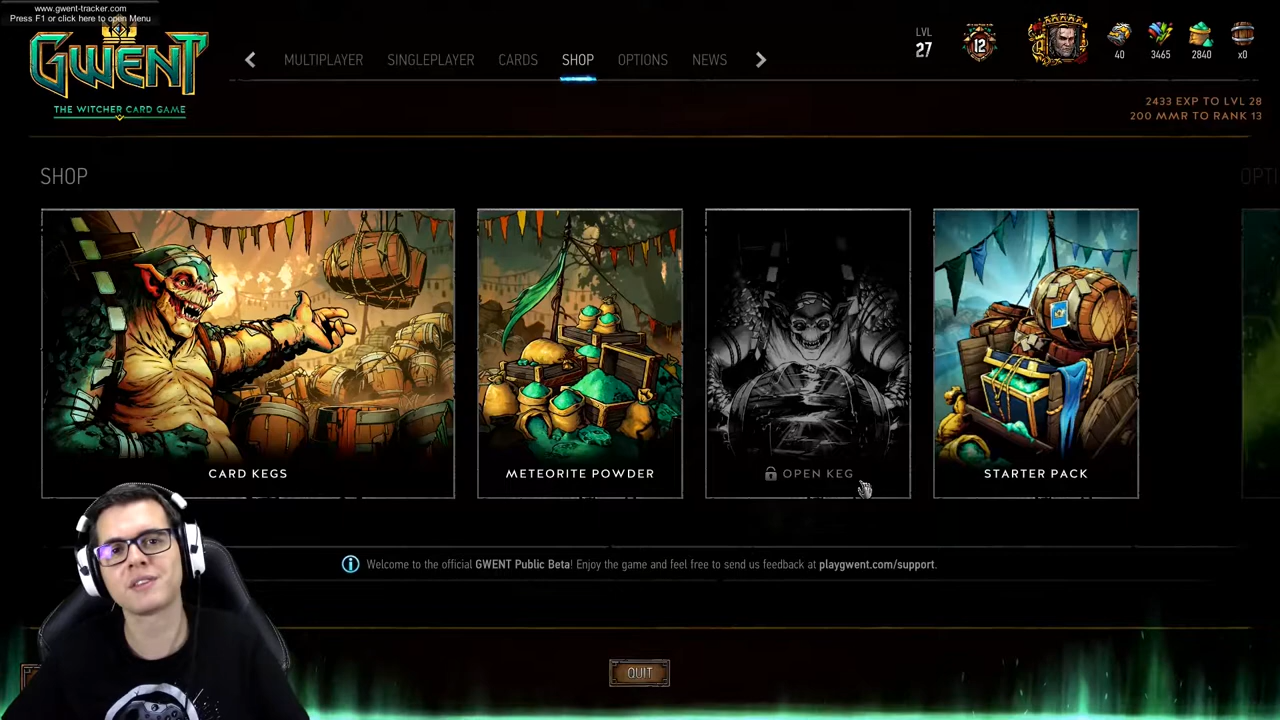 www.gwent-tracker.com
Press F1 or click here to open Menu
GWENT
THE WITCHER CARD GAME
MULTIPLAYER SINGLEPLAYER CARDS SHOP OPTIONS NEWS
LVL
27
12
40 3465 2840 x0
2433 EXP TO LVL 28
200 MMR TO RANK 13
SHOP
OPTI
CARD KEGS METEORITE POWDER OPEN KEG STARTER PACK
Welcome to the official GWENT Public Beta! Enjoy the game and feel free to send us feedback at playgwent.com/support.
QUIT